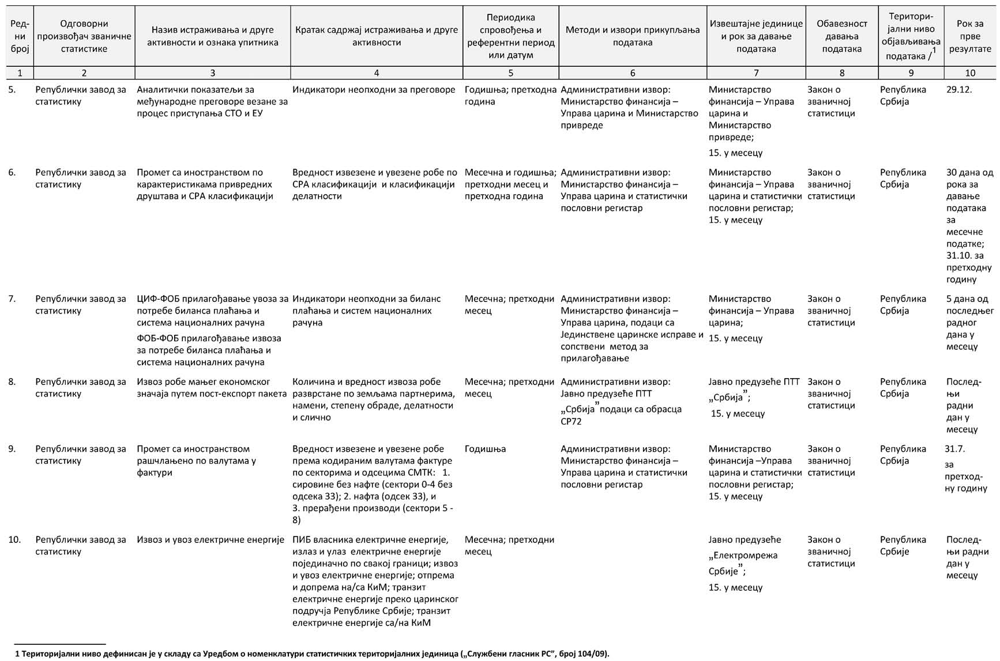 Ред-
ни
број
Одговорни
произвођач званичне
статистике
Назив истраживања и друге
активности и ознака упитника
Кратак садржај истраживања и друге
активности
Периодика
спровођења и
референтни период
или датум
Методи и извори прикупљања
података
Извештајне јединице
и рок за давање
података
Обавезност
давања
података
Територи-
јални ниво
објављивања
података /1
Рок за
прве
резултате
1 2 3 4 5 6 7 8 9 10
5.
Републички завод за
статистику
Аналитички показатељи за
међународне преговоре везане за
процес приступања СТО и ЕУ
Индикатори неопходни за преговоре
Годишња; претходна
година
Административни извор:
Министарство финансија –
Управа царина и Министарство
привреде
Министарство
финансија – Управа
царина и
Министарство
привреде;
15. у месецу
Закон о
званичној
статистици
Република
Србија
29.12.
6.
Републички завод за
статистику
Промет са иностранством по
карактеристикама привредних
друштава и СРА класификацији
Вредност извезене и увезене робе по
СРА класификацији и класификацији
делатности
Месечна и годишња;
претходни месец и
претходна година
Административни извор:
Министарство финансија –
Управа царина и статистички
пословни регистар
Министарство
финансија – Управа
царина и статистички
пословни регистар;
15. у месецу
Закон о
званичној
статистици
Република
Србија
30 дана од
рока за
давање
података
за
месечне
податке;
31.10. за
претходну
годину
7.
Републички завод за
статистику
ЦИФ-ФОБ прилагођавање увоза за
потребе биланса плаћања и
система националних рачуна
ФОБ-ФОБ прилагођавање извоза
за потребе биланса плаћања и
система националних рачуна
Индикатори неопходни за биланс
плаћања и систем националних
рачуна
Месечна; претходни
месец
Административни извор:
Министарство финансија –
Управа царина, подаци са
Јединствене царинске исправе и
сопствени метод за
прилагођавање
Министарство
финансија – Управа
царина;
15. у месецу
Закон о
званичној
статистици
Република
Србија
5 дана од
последњег
радног
дана у
месецу
8.
Републички завод за
статистику
Извоз робе мањег економског
значаја путем пост-експорт пакета
Количина и вредност извоза робе
разврстане по земљама партнерима,
намени, степену обраде, делатности
и слично
Месечна; претходни
месец
Административни извор:
Јавно предузеће ПТТ
„Србија” подаци са обрасца
СР72
Јавно предузеће ПТТ
„Србија”;
15. у месецу
Закон о
званичној
статистици
Република
Србија
Послед-
њи
радни
дан у
месецу
9.
Републички завод за
статистику
Промет са иностранством
рашчлањено по валутама у
фактури
Вредност извезене и увезене робе
према кодираним валутама фактуре
по секторима и одсецима СМТК: 1.
сировине без нафте (сектори 0-4 без
одсека 33); 2. нафта (одсек 33), и
3. прерађени производи (сектори 5 -
8)
Годишња
Административни извор:
Министарство финансија –
Управа царина и статистички
пословни регистар
Министарство
финансија –Управа
царина и статистички
пословни регистар;
15. у месецу
Закон о
званичној
статистици
Република
Србија
31.7.
за
претход-
ну годину
10.
Републички завод за
статистику
Извоз и увоз електричне енергије
ПИБ власника електричне енергије,
излаз и улаз електричне енергије
појединачно по свакој граници; извоз
и увоз електричне енергије; отпрема
и допрема на/са КиМ; транзит
електричне енергије преко царинског
подручја Републике Србије; транзит
електричне енергије са/на КиМ
Месечна; претходни
месец
Јавно предузеће
„Електромрежа
Србије”;
15. у месецу
Закон о
званичној
статистици
Република
Србије
Послед-
њи радни
дан у
месецу
1 Територијални ниво дефинисан је у складу са Уредбом о номенклатури статистичких територијалних јединица („Службени гласник РС”, број 104/09).